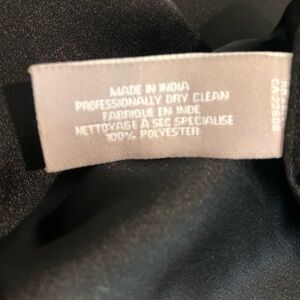 MADE IN INDIA
PROFESSIONALLY DRY CLEAN
FABRIQUE EN INDE
NETTOYAGE A SEC SPECIALISE
100% POLYESTER